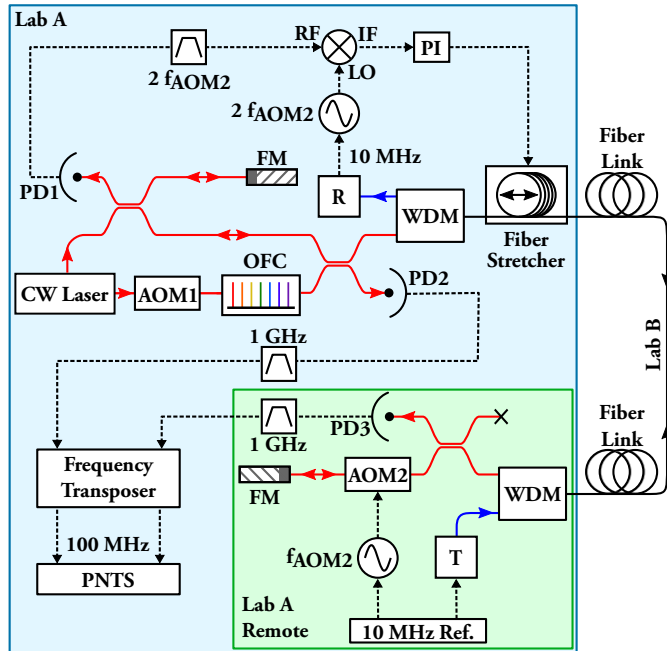 Lab A
RF
IF
LO
PI
2 fAOM2
2 fAOM2
Fiber
Link
FM
10 MHz
PD1
R
WDM
Fiber
Stretcher
OFC
CW Laser
AOM1
PD2
Lab B
1 GHz
1 GHz
PD3
Fiber
Link
Frequency
Transposer
FM
AOM2
WDM
100 MHz
fAOM2
T
PNTS
Lab A
Remote
10 MHz Ref.